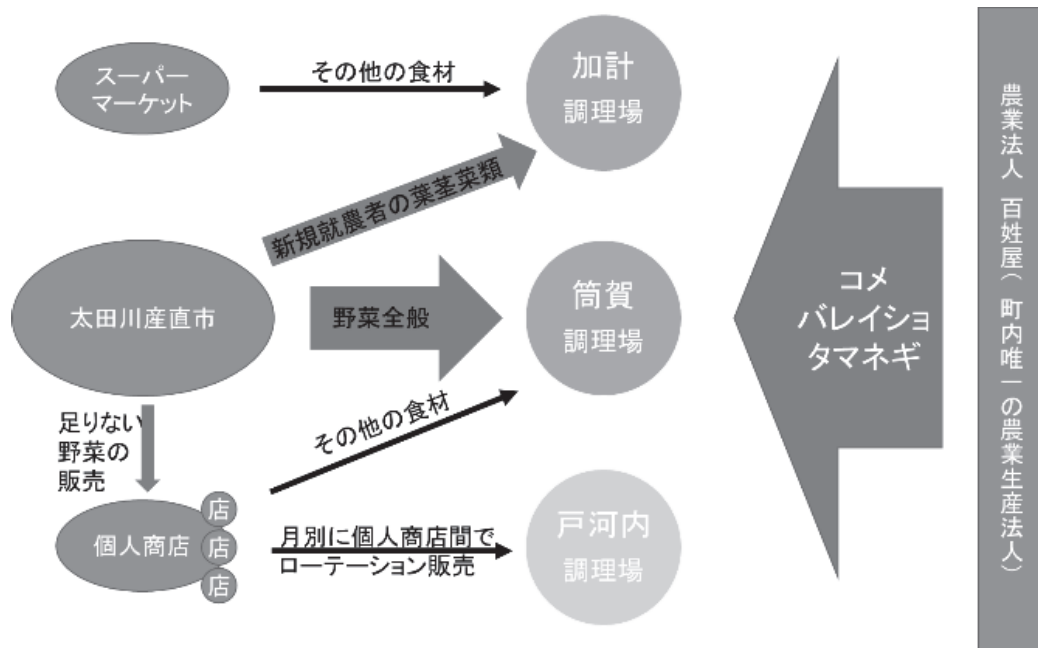 スーパー
マーケット
その他の食材
加計
調理場
新規就農者の葉茎菜類
太田川産直市
野菜全般
筒賀
調理場
足りない
野菜の
販売
その他の食材
個人商店
店
店
店
月別に個人商店間で
ローテーション販売
戸河内
調理場
コメ
バレイショ
タマネギ
農業法人 百姓屋(町内唯一の農業生産法人)